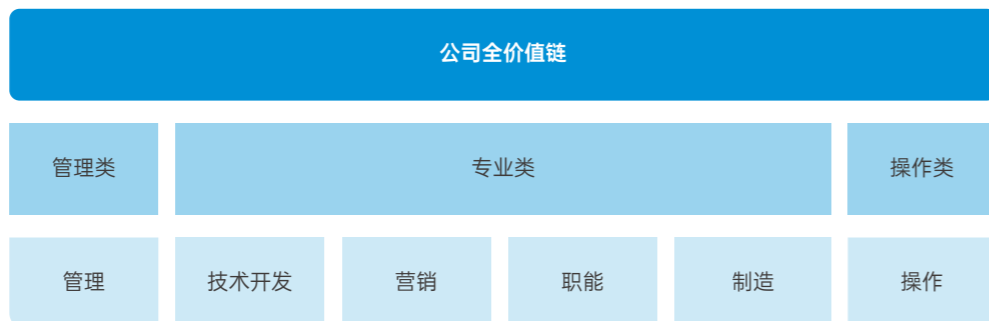 公司全价值链
管理类 专业类 操作类
管理 技术开发 营销 职能 制造 操作